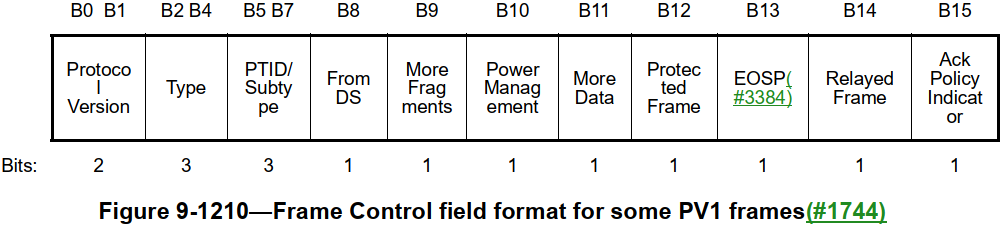 B0 B1 B2 B4 B5 B7 B8 B9 B10 B11 B12 B13 B14 B15
Protoco
l
Version
Type
PTID/
Subty
pe
From
DS
More
Frag
ments
Power
Manag
ement
More
Data
Protec
ted
Frame
EOSP(
#3384)
Relayed
Frame
Ack
Policy
Indicat
or
Bits: 2 3 3 1 1 1 1 1 1 1 1
Figure 9-1210—Frame Control field format for some PV1 frames(#1744)